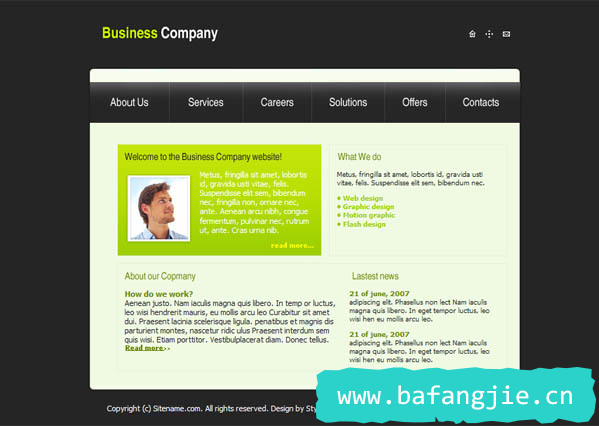 Business Company
About Us
Services
Careers
Solutions
Offers
Contacts
Welcome to the Business Company website!
Metus, fringilla sit amet, lobortis
id, gravida usti vitae, felis.
Suspendisse elit sem, bibendum
nec, fringilla non, ornare nec,
ante. Aenean arcu nibh, congue
fermentum, pulvinar nec, rutrum
ut, ante. Cras urna nib.
read more...
What We do
Metus, fringilla sit amet, lobortis id, gravida usti
vitae, felis. Suspendisse elit sem, bibendum nec.
• Web design
• Graphic design
• Motion graphic
• Flash design
About our Copmany
How do we work?
Aenean justo. Nam iaculis magna quis libero. In temp or luctus,
leo wisi hendrerit mauris, eu mollis arcu leo Curabitur sit amet
dui. Praesent lacinia scelerisque ligula. penatibus et magnis dis
parturient montes, nascetur ridic ulus Praesent interdum sem
quis wisi. Etiam porttitor. Vestibulplacerat diam. Donec tellus.
Read more>>
Lastest news
21 of june, 2007
adipiscing elit. Phasellus non lect Nam iaculis
magna quis libero. In eget tempor luctus, leo
wisi hen eu mollis arcu leo.
21 of june, 2007
adipiscing elit. Phasellus non lect Nam iaculis
magna quis libero. In eget tempor luctus, leo
wisi hen eu mollis arcu leo.
Copyright (c) Sitename.com. All rights reserved. Design by
www.bafangjie.cn